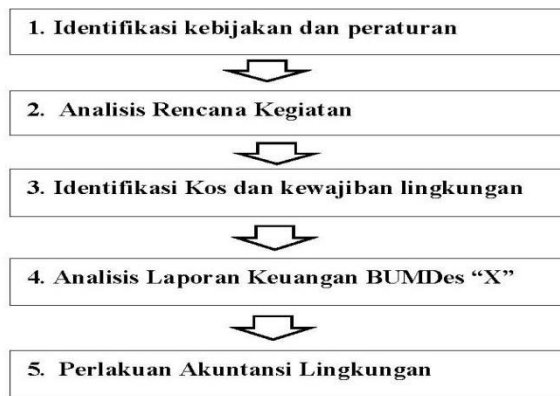 1. Identifikasi kebijakan dan peraturan
2. Analisis Rencana Kegiatan
3. Identifikasi Kos dan kewajiban lingkungan
4. Analisis Laporan Keuangan BUMDes “X”
5. Perlakuan Akuntansi Lingkungan